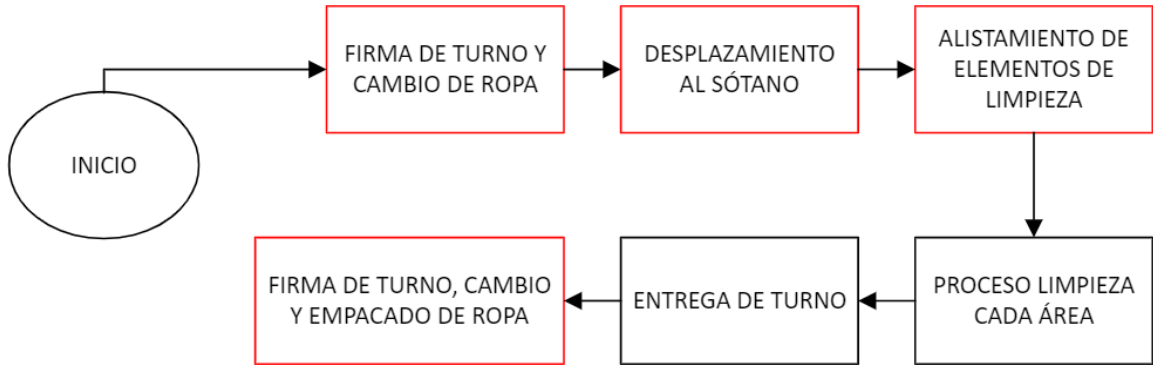 INICIO
FIRMA DE TURNO Y
CAMBIO DE ROPA
DESPLAZAMIENTO
AL SÓTANO
ALISTAMIENTO DE
ELEMENTOS DE
LIMPIEZA
PROCESO LIMPIEZA
CADA ÁREA
ENTREGA DE TURNO
FIRMA DE TURNO, CAMBIO
Y EMPACADO DE ROPA